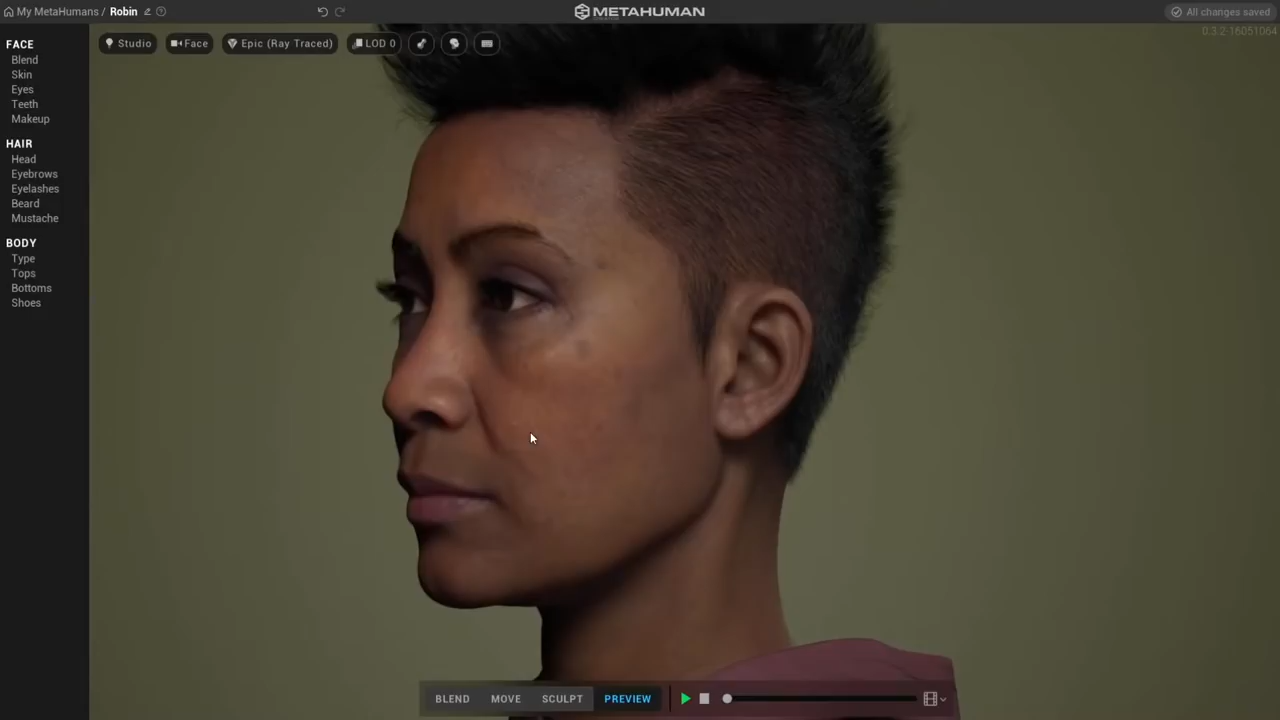 My MetaHumans / Robin
METAHUMAN
All changes saved
0.3.2-16051064
Studio
Face
Epic (Ray Traced)
LOD 0
FACE
Blend
Skin
Eyes
Teeth
Makeup
HAIR
Head
Eyebrows
Eyelashes
Beard
Mustache
BODY
Type
Tops
Bottoms
Shoes
BLEND
MOVE
SCULPT
PREVIEW